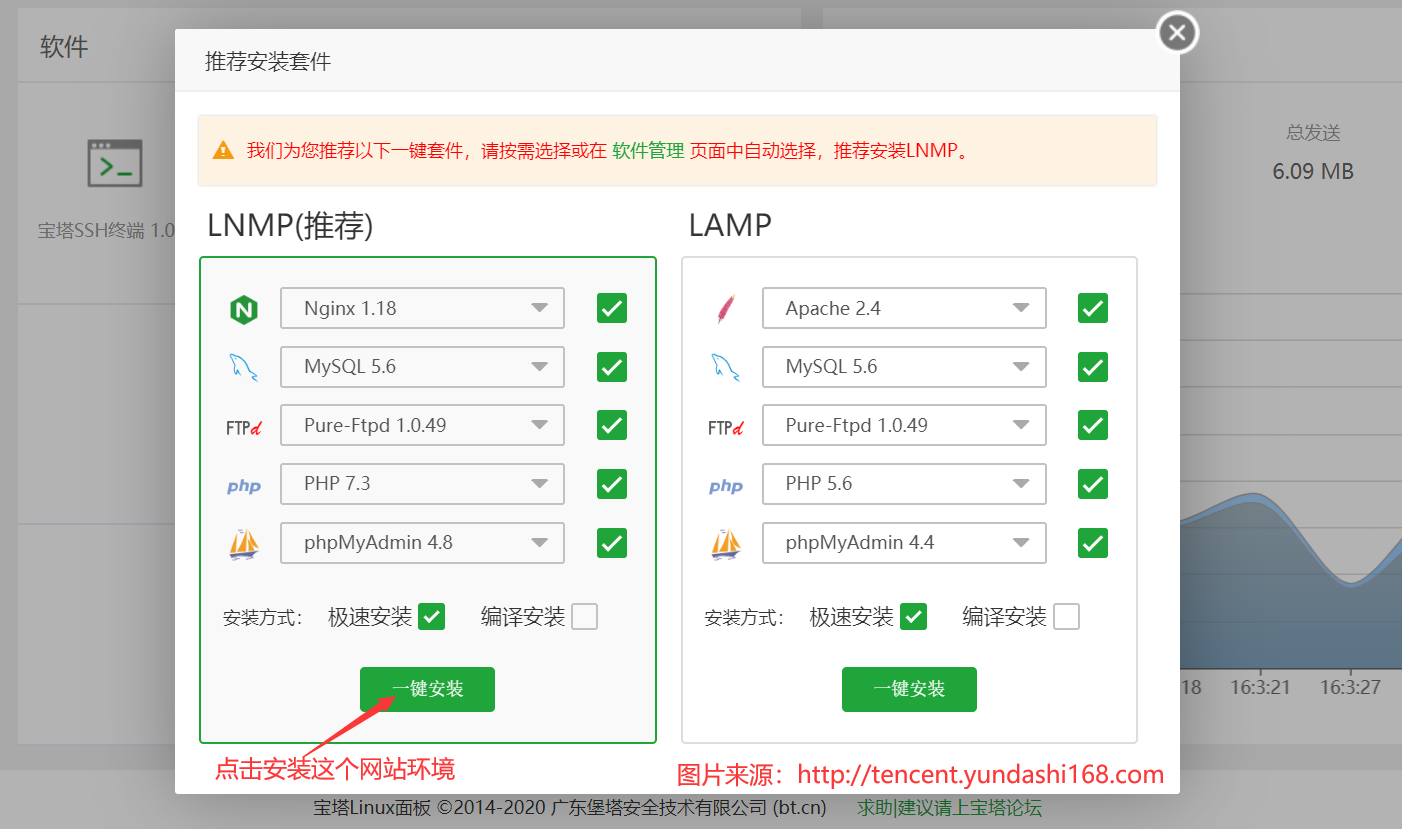 软件
推荐安装套件
我们为您推荐以下一键套件，请按需选择或在 软件管理 页面中自动选择，推荐安装LNMP。
总发送
6.09 MB
宝塔SSH终端 1.0
LNMP(推荐)
Nginx 1.18
MySQL 5.6
FTPd
Pure-Ftpd 1.0.49
php
PHP 7.3
phpMyAdmin 4.8
安装方式： 极速安装 编译安装
一键安装
点击安装这个网站环境
LAMP
Apache 2.4
MySQL 5.6
FTPd
Pure-Ftpd 1.0.49
php
PHP 5.6
phpMyAdmin 4.4
安装方式： 极速安装 编译安装
一键安装
图片来源：http://tencent.yundashi168.com
18 16:3:21 16:3:27
宝塔Linux面板 ©2014-2020 广东堡塔安全技术有限公司 (bt.cn) 求助|建议请上宝塔论坛